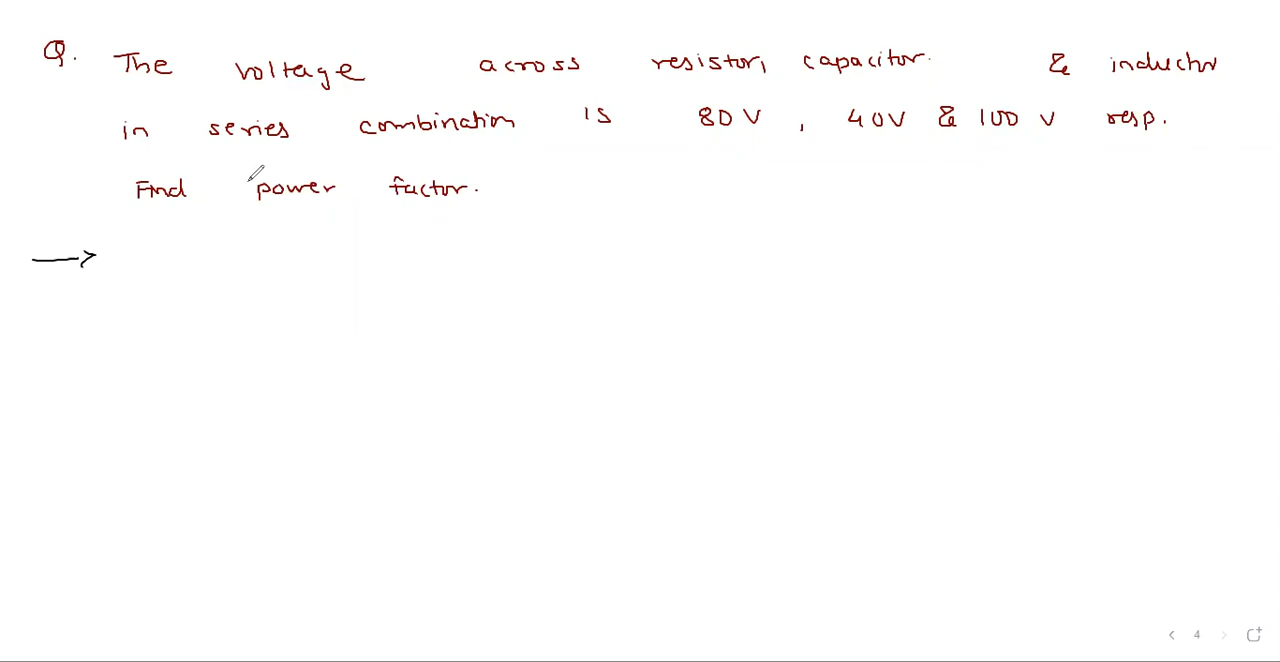 Q. The voltage across resistor, capacitor. & inductor
in series combination is 80V, 40V & 100 V resp.
Find power factor.
4